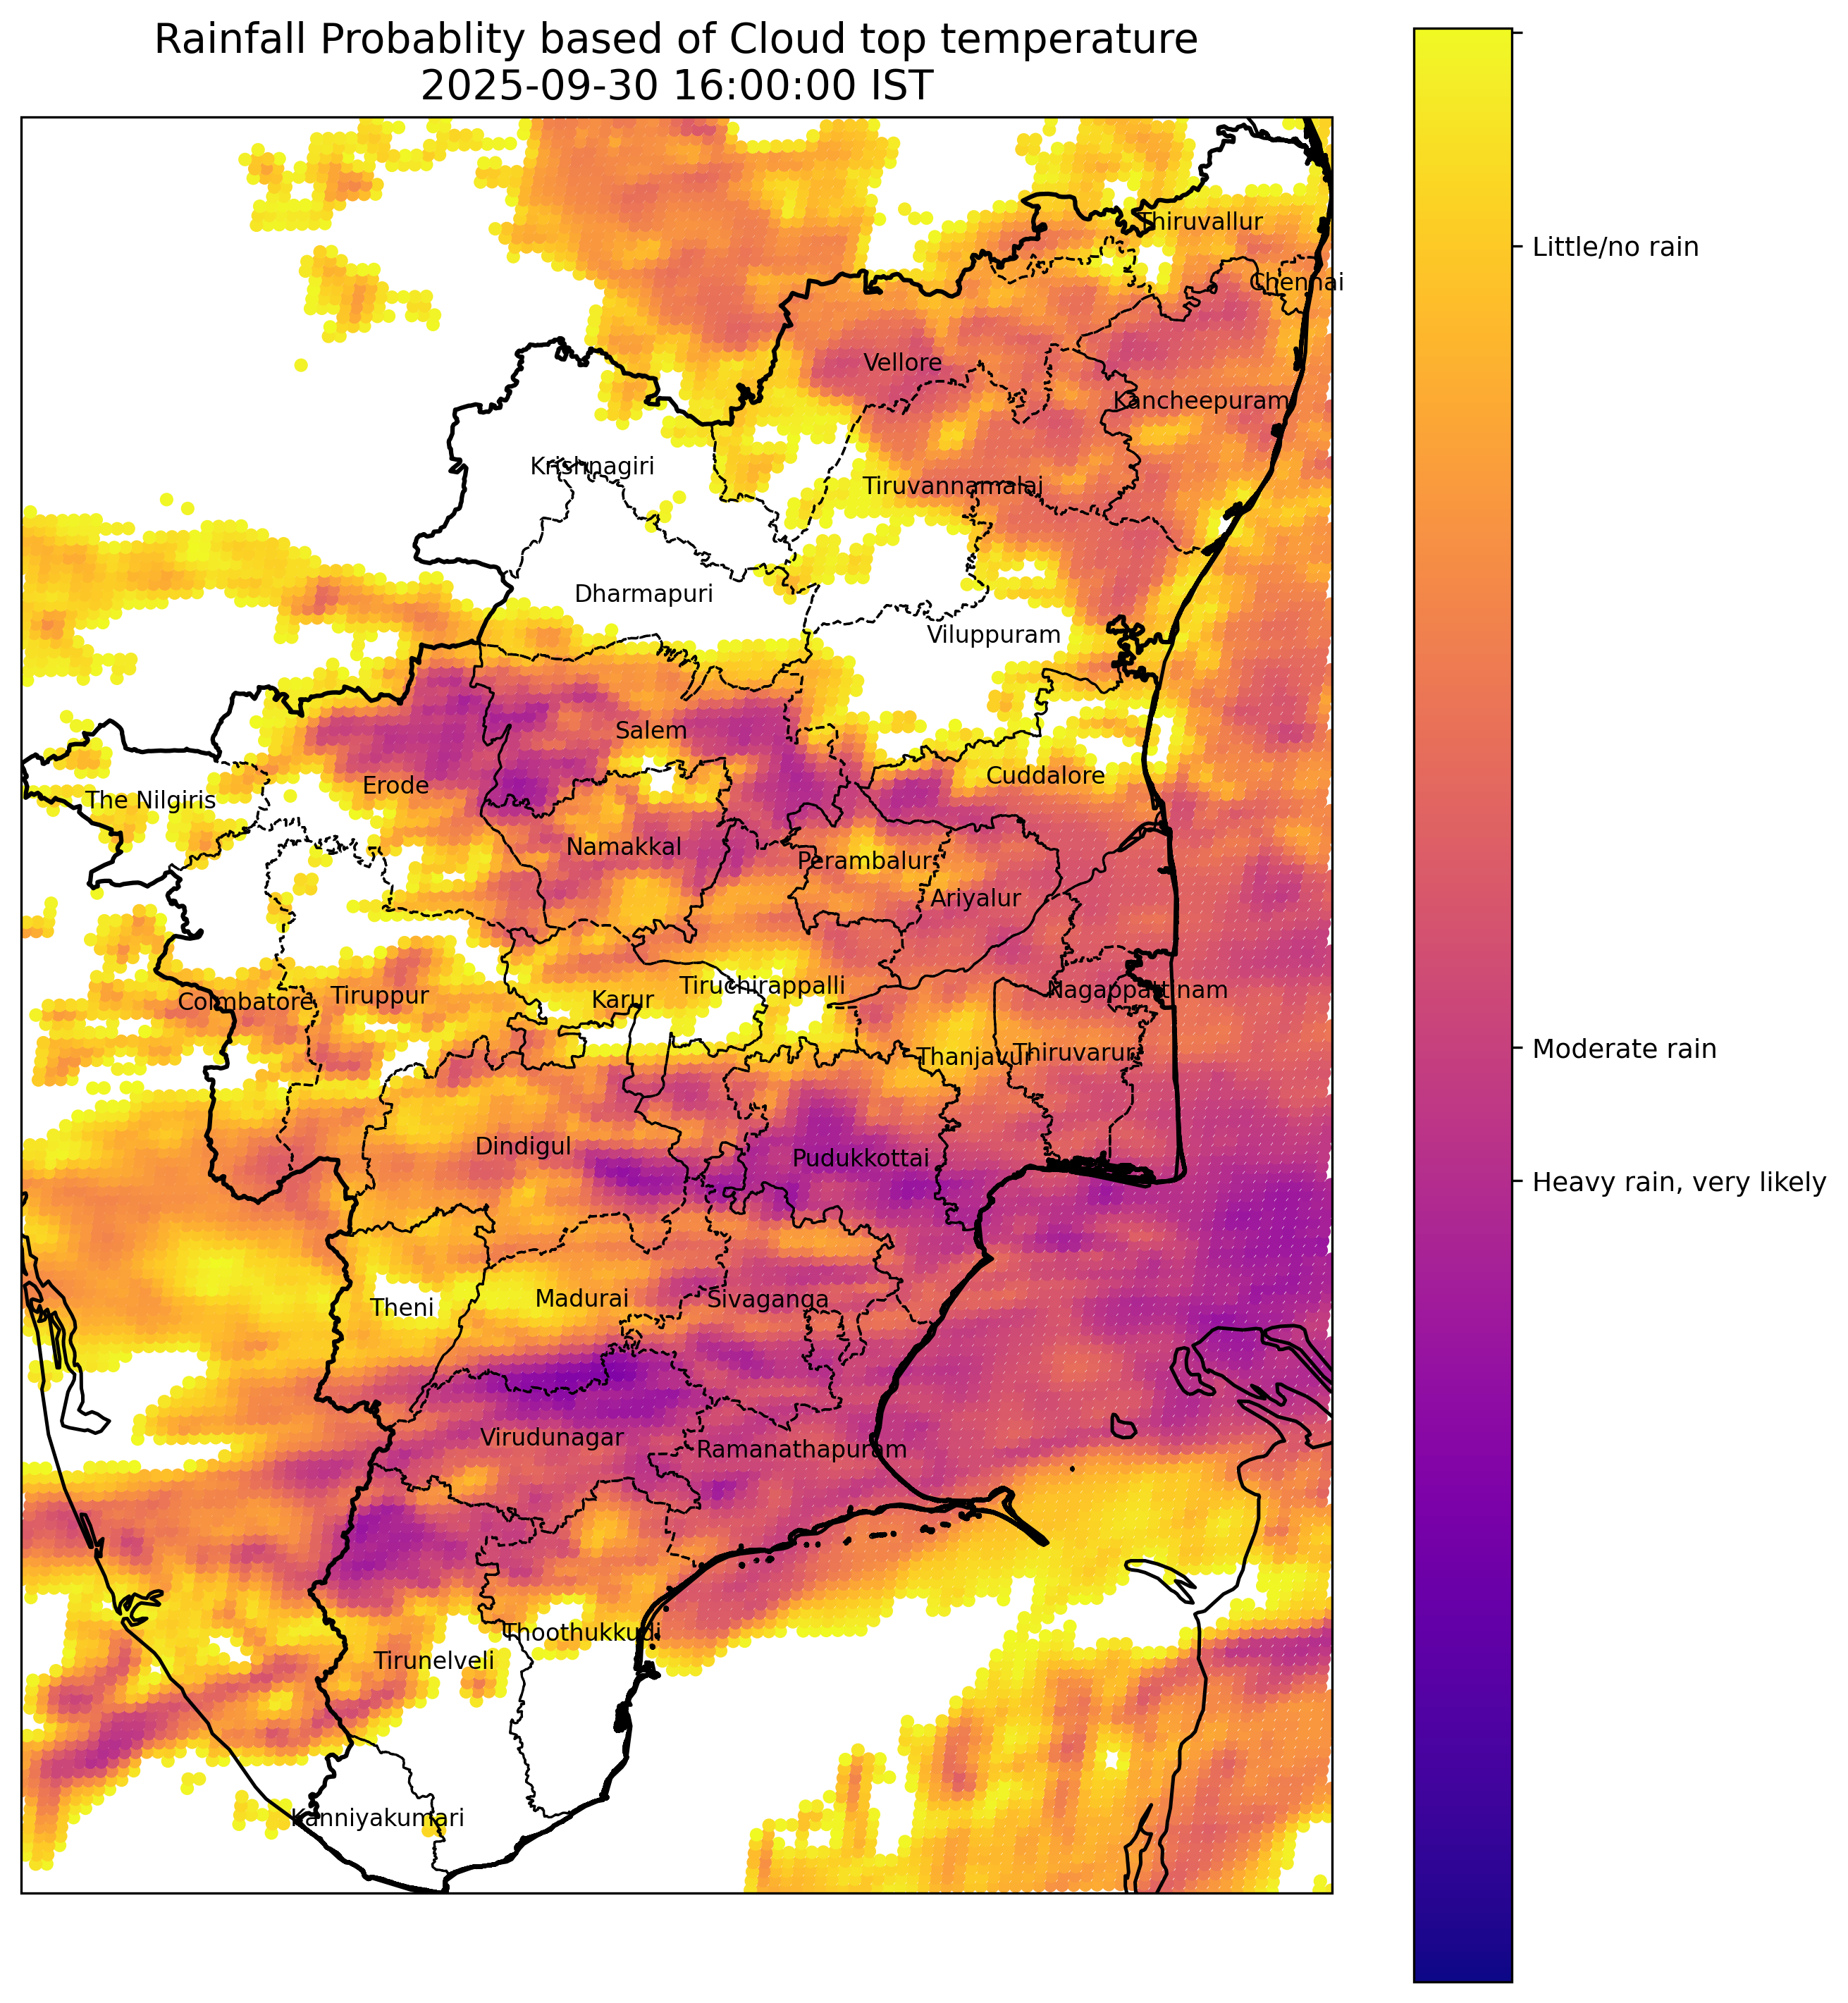 Rainfall Probablity based of Cloud top temperature
2025-09-30 16:00:00 IST
Thiruvallur
Chennai
Little/no rain
Vellore
Kancheepuram
Krishnagiri
Tiruvannamalai
Dharmapuri
Viluppuram
Salem
Cuddalore
Erode
The Nilgiris
Namakkal
Perambalur
Ariyalur
Tiruchirappalli
Nagappattinam
Coimbatore
Tiruppur
Karur
Thanjavur
Thiruvarur
Moderate rain
Dindigul
Pudukkottai
Heavy rain, very likely
Theni
Madurai
Sivaganga
Virudunagar
Ramanathapuram
Thoothukkudi
Tirunelveli
Kanniyakumari